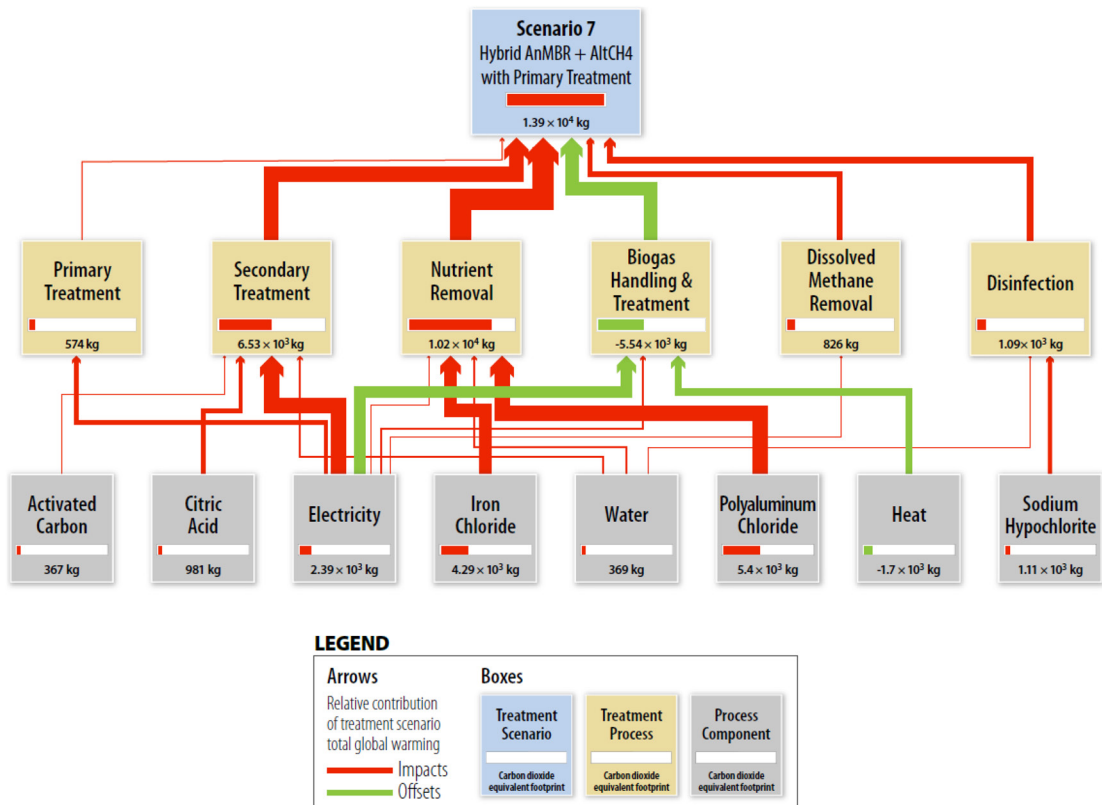 Scenario 7
Hybrid AnMBR + AltCH4
with Primary Treatment
1.39 × 10⁴ kg
Primary
Treatment
574 kg
Secondary
Treatment
6.53 × 10³ kg
Nutrient
Removal
1.02 × 10⁴ kg
Biogas
Handling &
Treatment
-5.54 × 10³ kg
Dissolved
Methane
Removal
826 kg
Disinfection
1.09× 10³ kg
Activated
Carbon
367 kg
Citric
Acid
981 kg
Electricity
2.39 × 10³ kg
Iron
Chloride
4.29 × 10³ kg
Water
369 kg
Polyaluminum
Chloride
5.4 × 10³ kg
Heat
-1.7 × 10³ kg
Sodium
Hypochlorite
1.11 × 10³ kg
LEGEND
Arrows
Relative contribution
of treatment scenario
total global warming
Impacts
Offsets
Boxes
Treatment
Scenario
Carbon dioxide
equivalent footprint
Treatment
Process
Carbon dioxide
equivalent footprint
Process
Component
Carbon dioxide
equivalent footprint